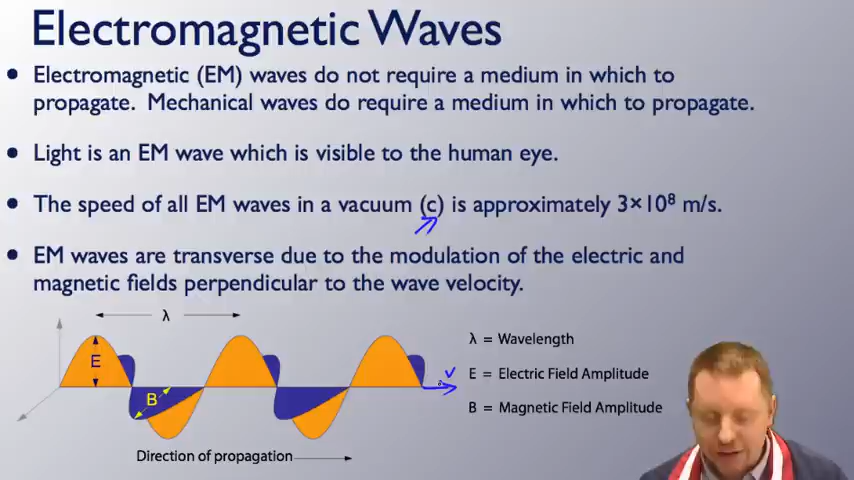 Electromagnetic Waves
• Electromagnetic (EM) waves do not require a medium in which to
propagate. Mechanical waves do require a medium in which to propagate.
• Light is an EM wave which is visible to the human eye.
• The speed of all EM waves in a vacuum (c) is approximately 3×10⁸ m/s.
• EM waves are transverse due to the modulation of the electric and
magnetic fields perpendicular to the wave velocity.
λ
E
B
v
λ = Wavelength
E = Electric Field Amplitude
B = Magnetic Field Amplitude
Direction of propagation